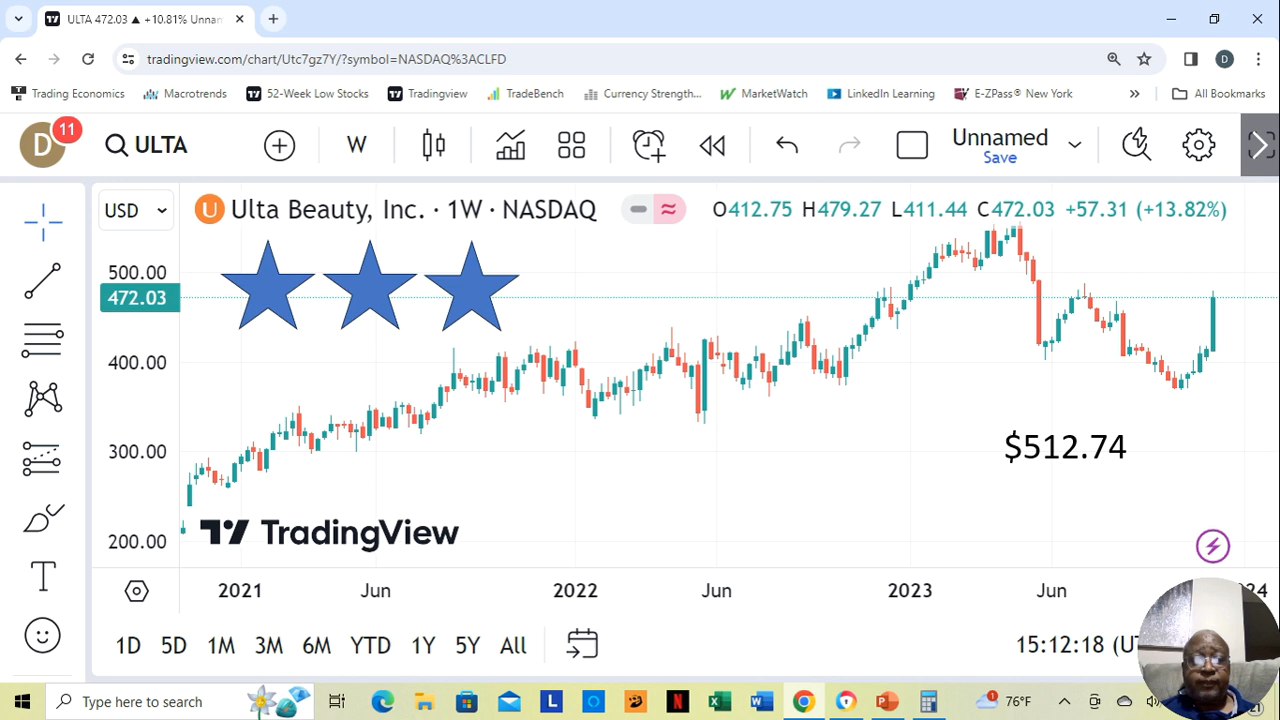 ULTA 472.03 ▲ +10.81% Unnan
tradingview.com/chart/Utc7gz7Y/?symbol=NASDAQ%3ACLFD
D
Trading Economics
Macrotrends
52-Week Low Stocks
Tradingview
TradeBench
Currency Strength...
MarketWatch
LinkedIn Learning
E-ZPass® New York
»
All Bookmarks
D
11
ULTA
W
Unnamed
Save
USD
U
Ulta Beauty, Inc. · 1W · NASDAQ
O412.75 H479.27 L411.44 C472.03 +57.31 (+13.82%)
500.00
472.03
400.00
300.00
200.00
$512.74
TradingView
T
2021
Jun
2022
Jun
2023
Jun
24
1D 5D 1M 3M 6M YTD 1Y 5Y All
15:12:18 (U
Type here to search
L
N
1
76°F